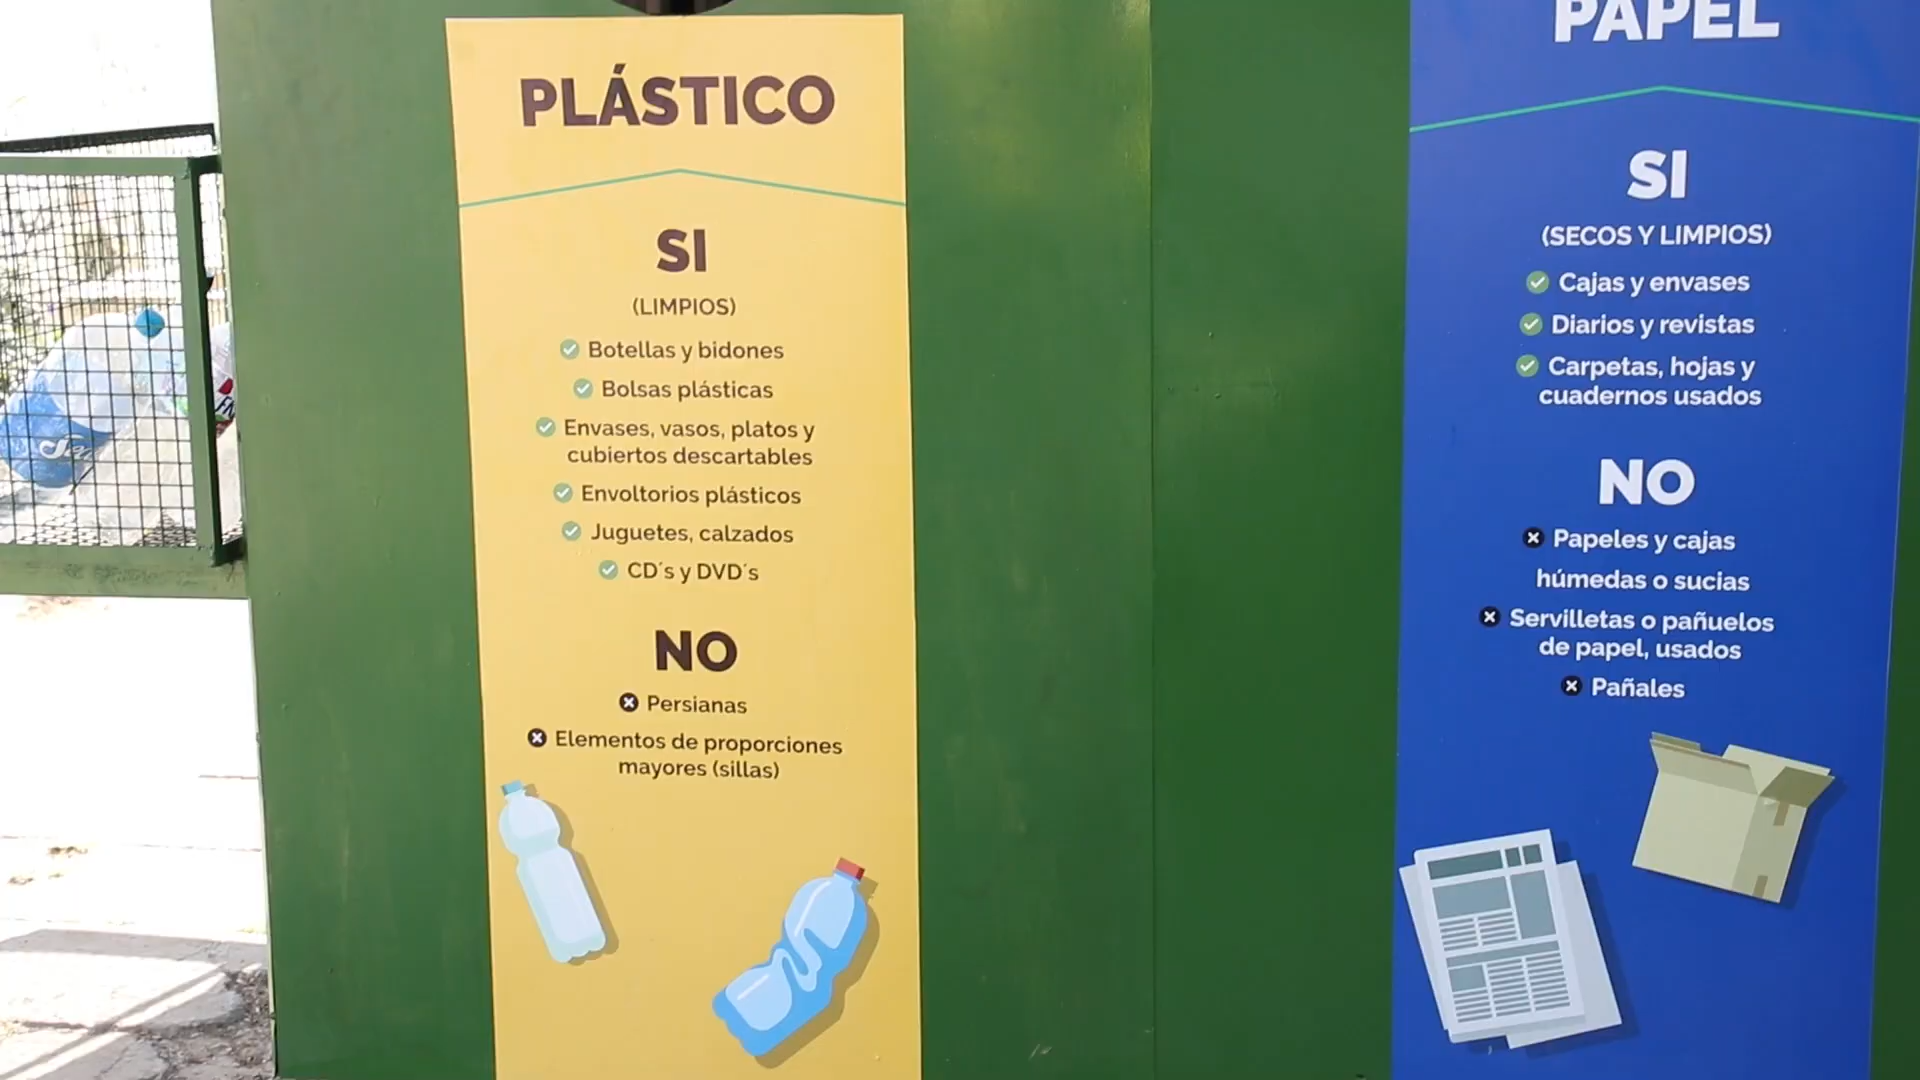 PLÁSTICO
SI
(LIMPIOS)
Botellas y bidones
Bolsas plásticas
Envases, vasos, platos y
cubiertos descartables
Envoltorios plásticos
Juguetes, calzados
CD´s y DVD´s
NO
Persianas
Elementos de proporciones
mayores (sillas)
PAPEL
SI
(SECOS Y LIMPIOS)
Cajas y envases
Diarios y revistas
Carpetas, hojas y
cuadernos usados
NO
Papeles y cajas
húmedas o sucias
Servilletas o pañuelos
de papel, usados
Pañales